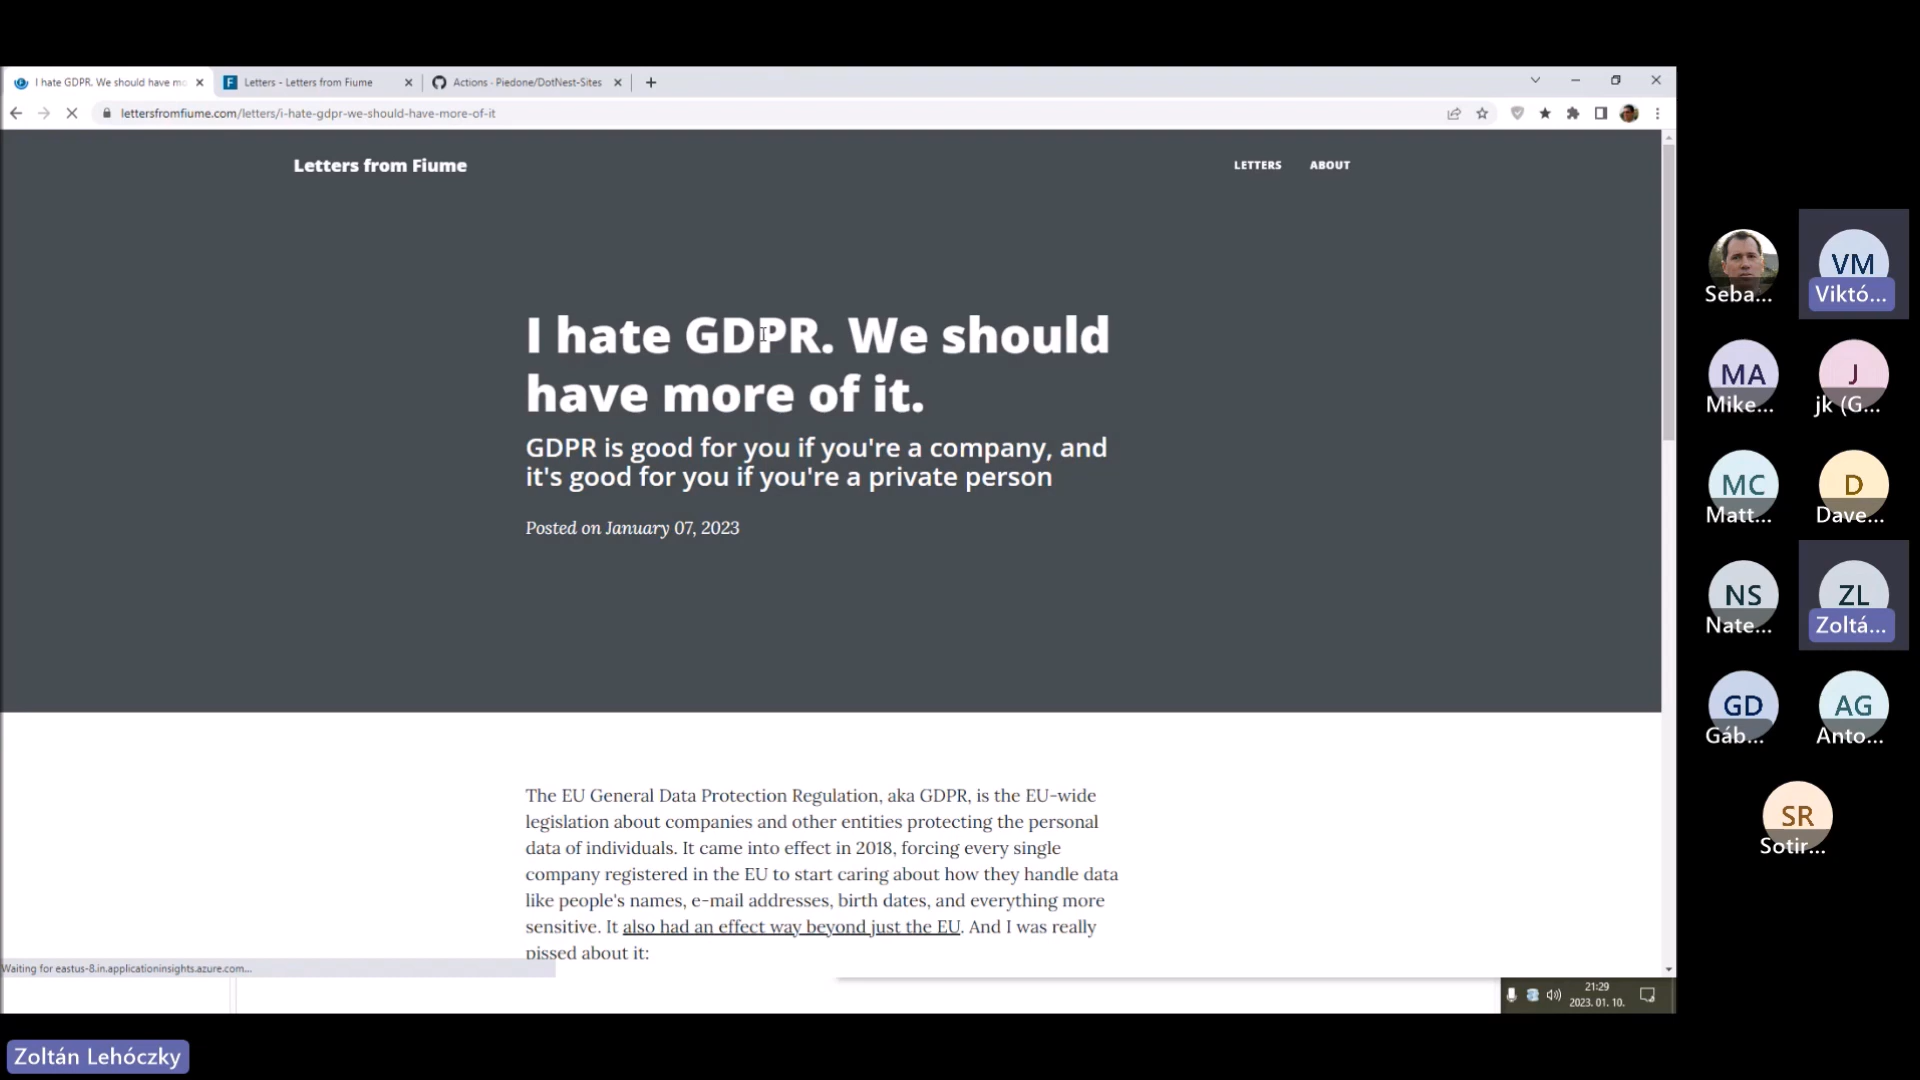 I hate GDPR. We should have mo
Letters - Letters from Fiume
Actions · Piedone/DotNest-Sites
lettersfromfiume.com/letters/i-hate-gdpr-we-should-have-more-of-it
Letters from Fiume
LETTERS
ABOUT
I hate GDPR. We should
have more of it.
GDPR is good for you if you're a company, and
it's good for you if you're a private person
Posted on January 07, 2023
The EU General Data Protection Regulation, aka GDPR, is the EU-wide
legislation about companies and other entities protecting the personal
data of individuals. It came into effect in 2018, forcing every single
company registered in the EU to start caring about how they handle data
like people's names, e-mail addresses, birth dates, and everything more
sensitive. It also had an effect way beyond just the EU. And I was really
pissed about it:
Waiting for eastus-8.in.applicationinsights.azure.com...
21:29
2023. 01. 10.
Seba...
VM
Viktó...
MA
Mike...
J
jk (G...
MC
Matt...
D
Dave...
NS
Nate...
ZL
Zoltá...
GD
Gáb...
AG
Anto...
SR
Sotir...
Zoltán Lehóczky